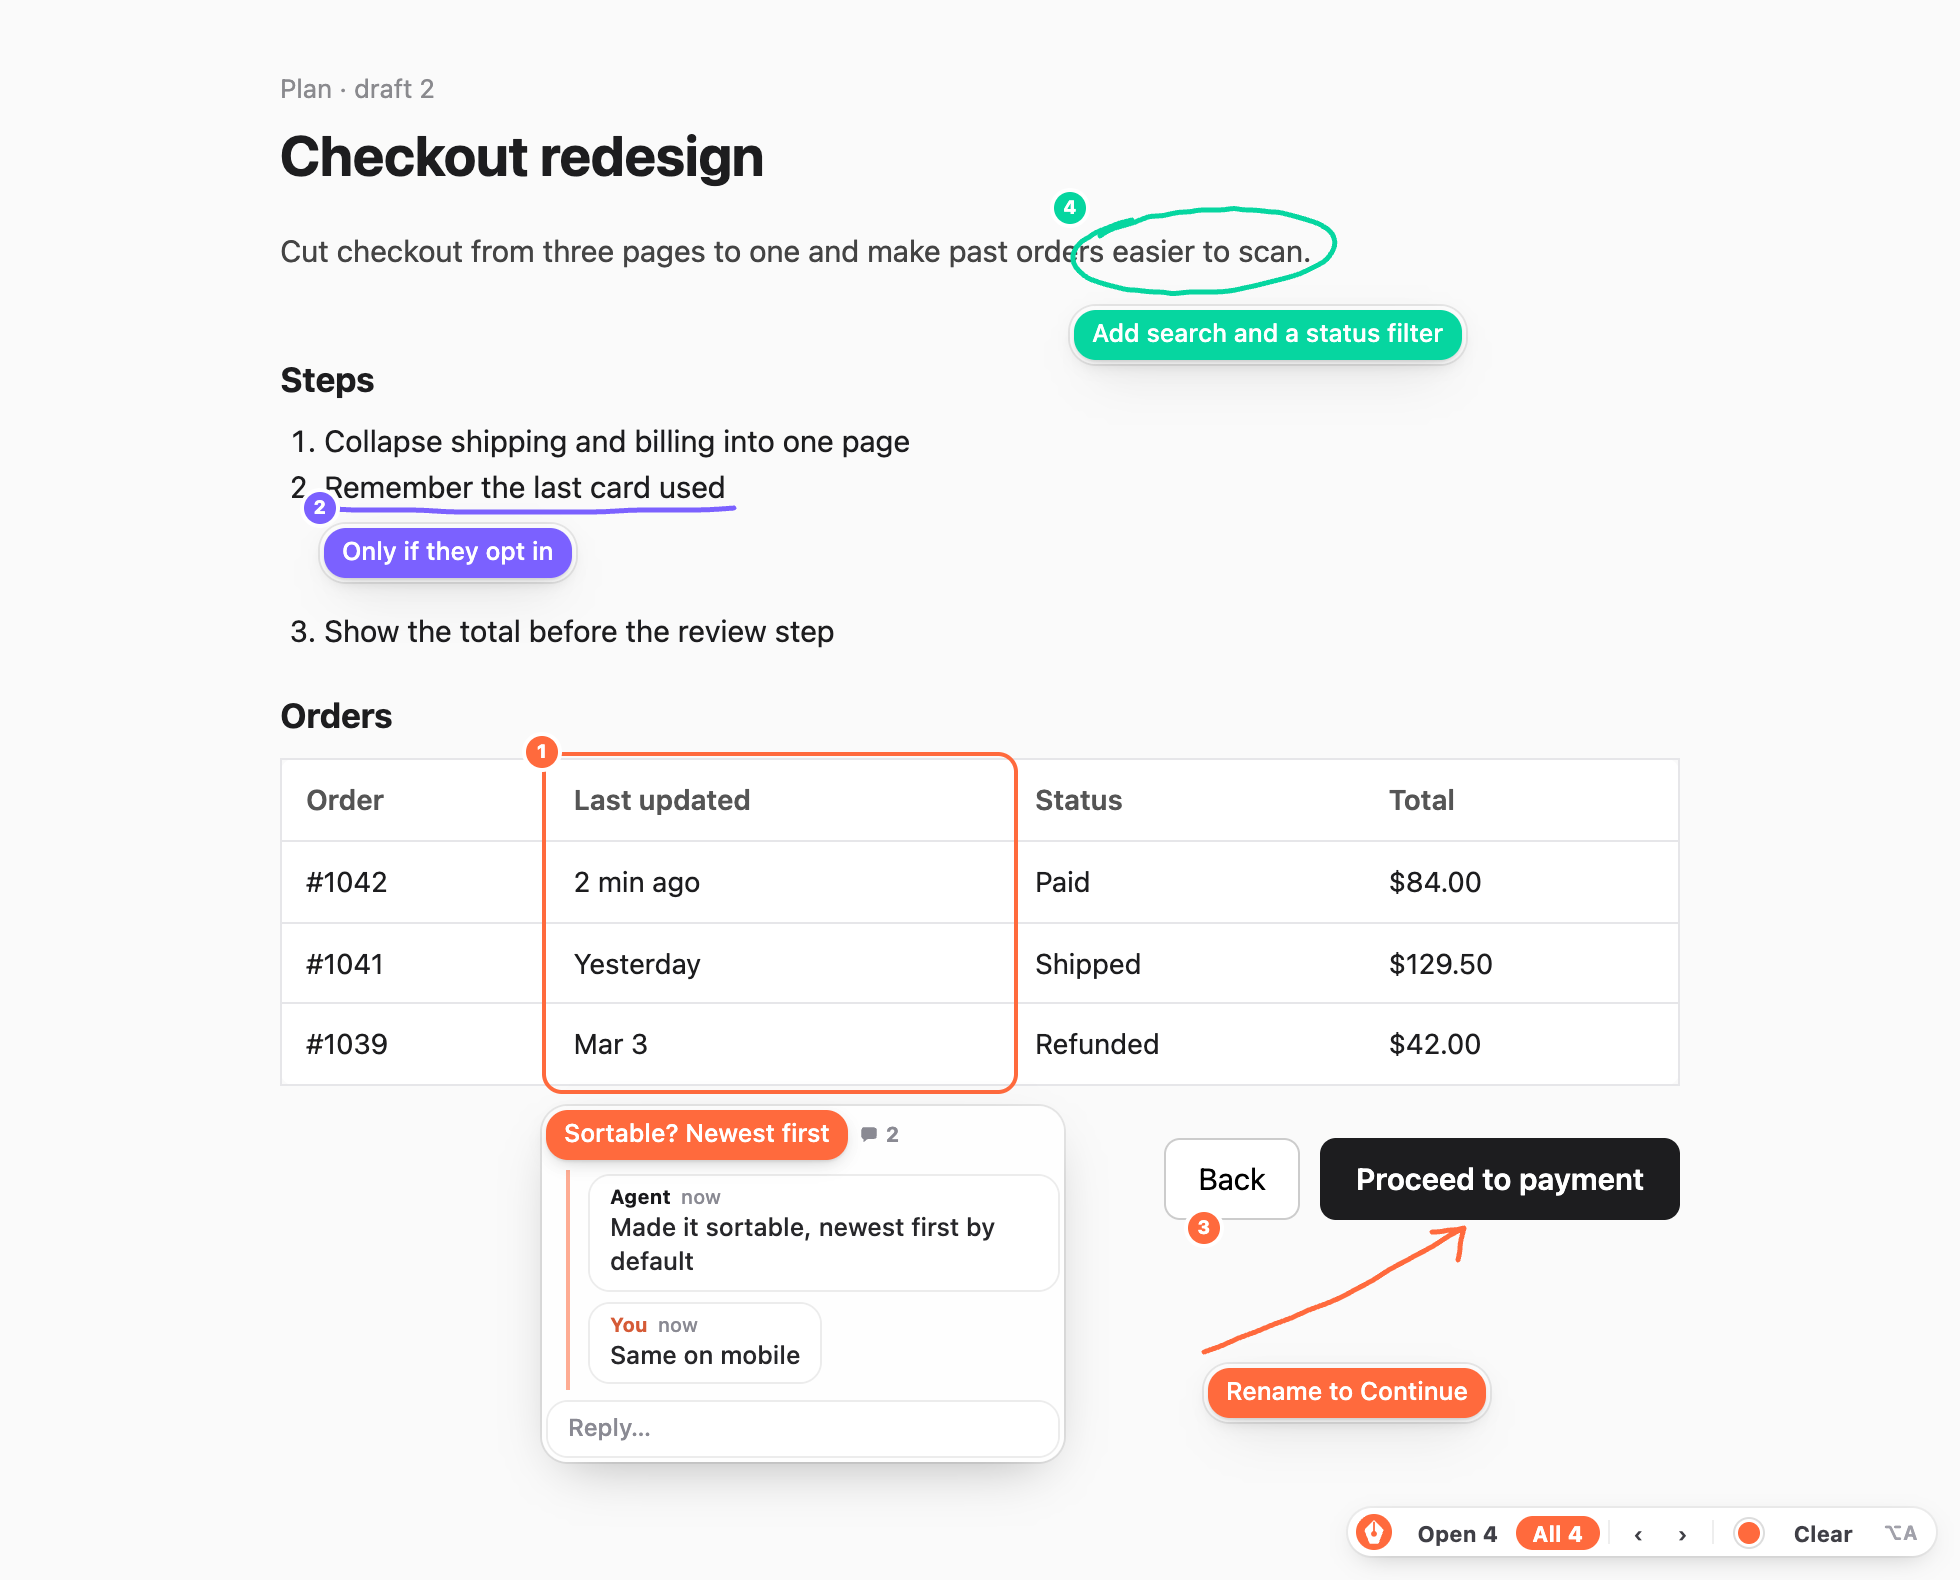 Plan · draft 2
Checkout redesign
4
Cut checkout from three pages to one and make past orders easier to scan.
Add search and a status filter
Steps
1. Collapse shipping and billing into one page
2. Remember the last card used
2
Only if they opt in
3. Show the total before the review step
Orders
1
Order Last updated Status Total
#1042 2 min ago Paid $84.00
#1041 Yesterday Shipped $129.50
#1039 Mar 3 Refunded $42.00
Sortable? Newest first 2
Agent now
Made it sortable, newest first by
default
You now
Same on mobile
Reply...
Back Proceed to payment
3
Rename to Continue
Open 4 All 4 ‹ › Clear ⌥A